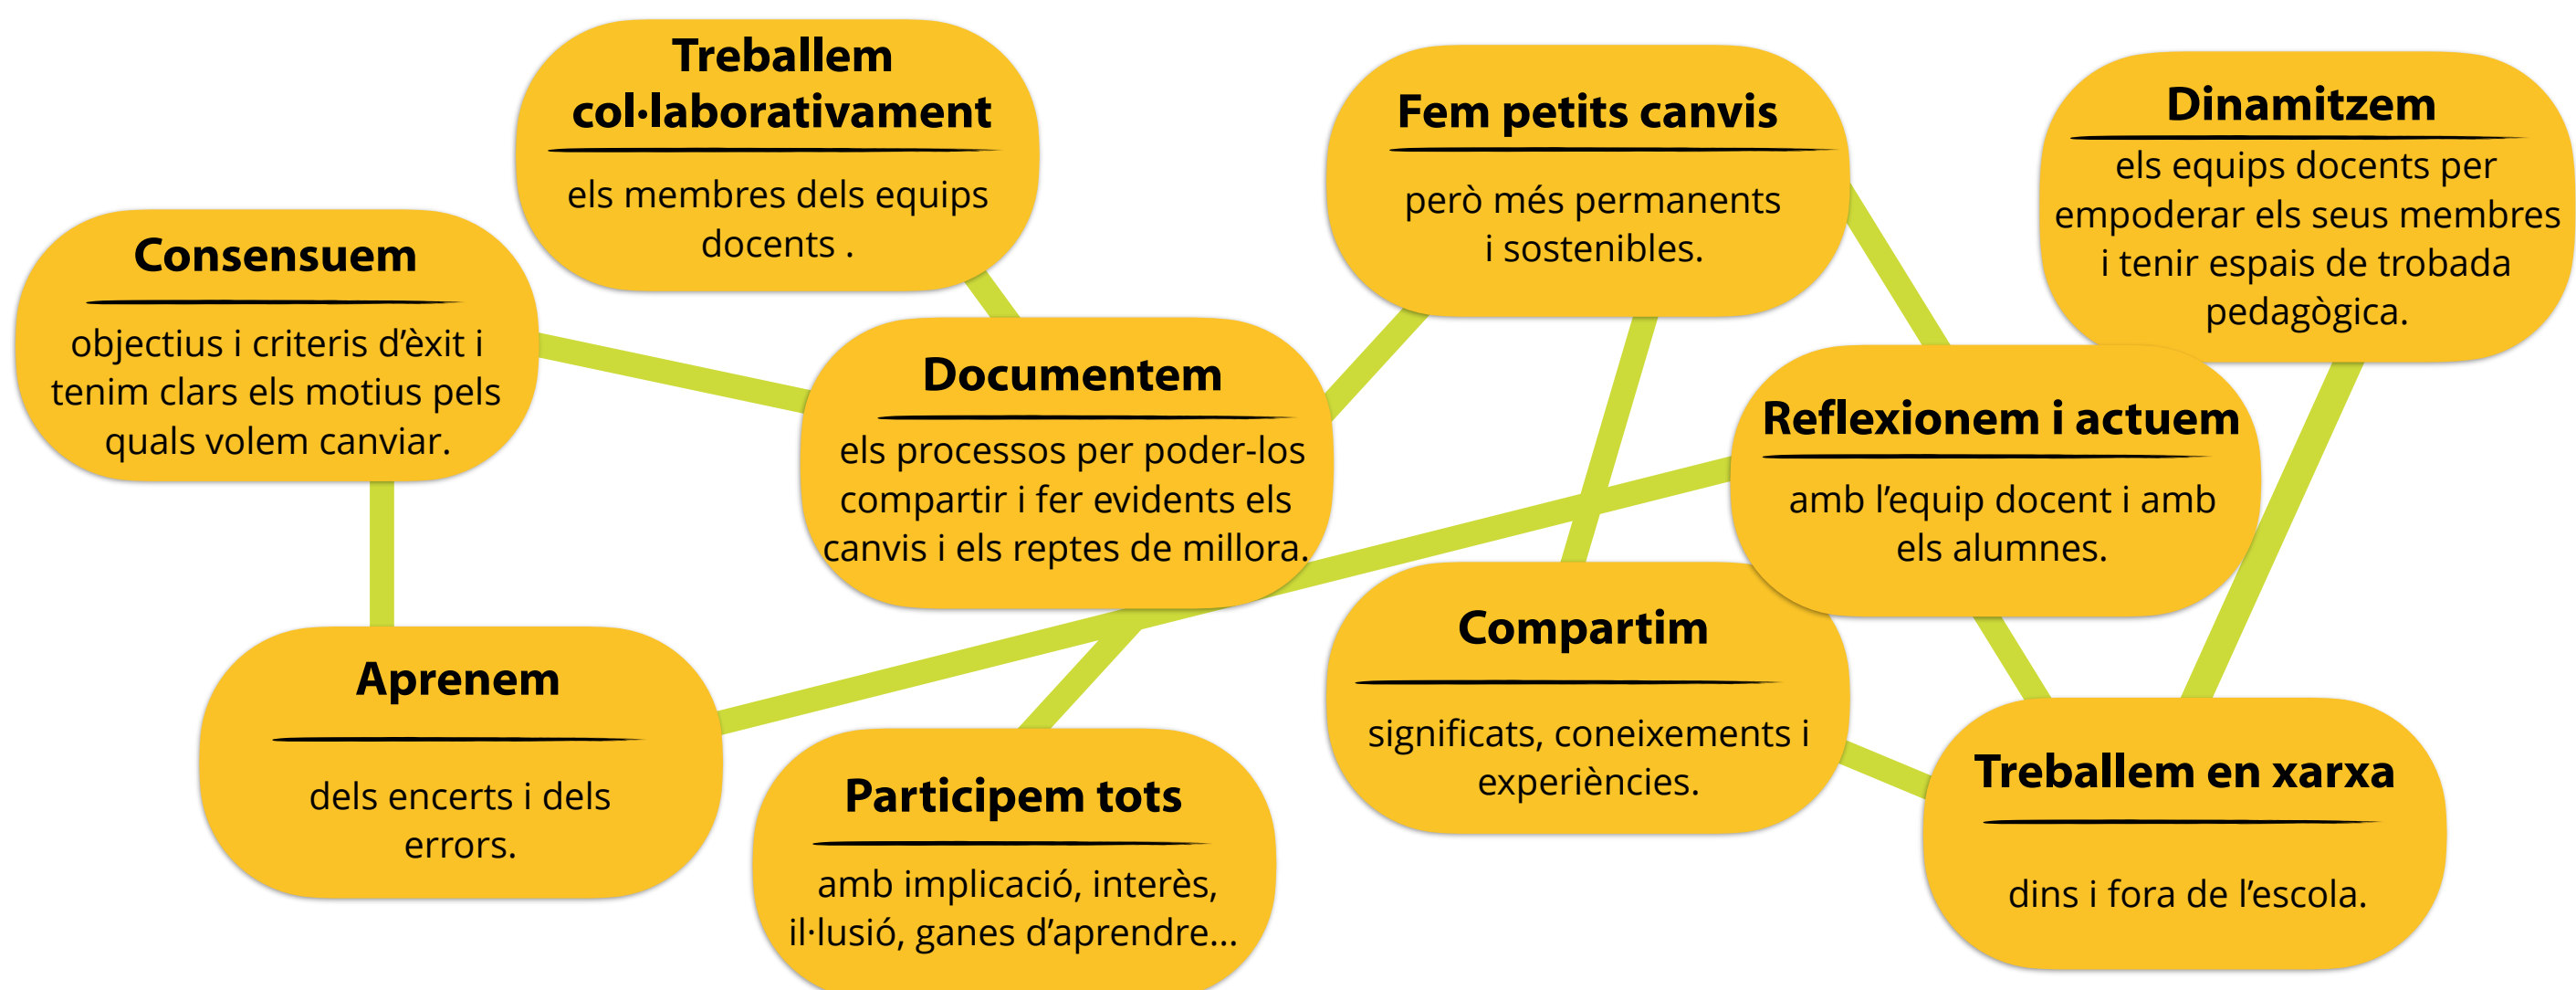 Treballem
col·laborativament
els membres dels equips
docents .
Fem petits canvis
però més permanents
i sostenibles.
Dinamitzem
els equips docents per
empoderar els seus membres
i tenir espais de trobada
pedagògica.
Consensuem
objectius i criteris d’èxit i
tenim clars els motius pels
quals volem canviar.
Documentem
els processos per poder-los
compartir i fer evidents els
canvis i els reptes de millora.
Reflexionem i actuem
amb l’equip docent i amb
els alumnes.
Aprenem
dels encerts i dels
errors.
Participem tots
amb implicació, interès,
il·lusió, ganes d’aprendre...
Compartim
significats, coneixements i
experiències.
Treballem en xarxa
dins i fora de l’escola.